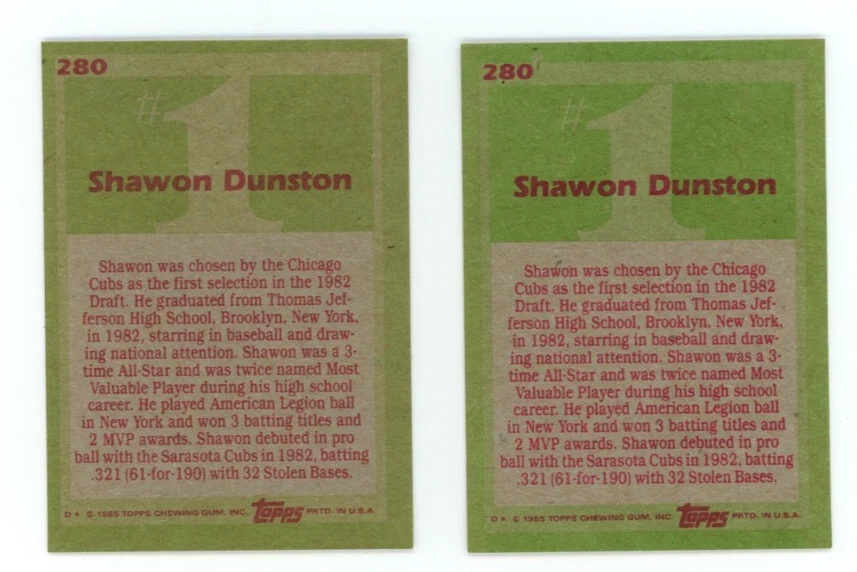 280
#1
Shawon Dunston
Shawon was chosen by the Chicago
Cubs as the first selection in the 1982
Draft. He graduated from Thomas Jef-
ferson High School, Brooklyn, New York,
in 1982, starring in baseball and draw-
ing national attention. Shawon was a 3-
time All-Star and was twice named Most
Valuable Player during his high school
career. He played American Legion ball
in New York and won 3 batting titles and
2 MVP awards. Shawon debuted in pro
ball with the Sarasota Cubs in 1982, batting
.321 (61-for-190) with 32 Stolen Bases.
D* © 1985 TOPPS CHEWING GUM, INC. topps PRTD. IN U.S.A.
280
#1
Shawon Dunston
Shawon was chosen by the Chicago
Cubs as the first selection in the 1982
Draft. He graduated from Thomas Jef-
ferson High School, Brooklyn, New York,
in 1982, starring in baseball and draw-
ing national attention. Shawon was a 3-
time All-Star and was twice named Most
Valuable Player during his high school
career. He played American Legion ball
in New York and won 3 batting titles and
2 MVP awards. Shawon debuted in pro
ball with the Sarasota Cubs in 1982, batting
.321 (61-for-190) with 32 Stolen Bases.
D* © 1985 TOPPS CHEWING GUM, INC. topps PRTD. IN U.S.A.